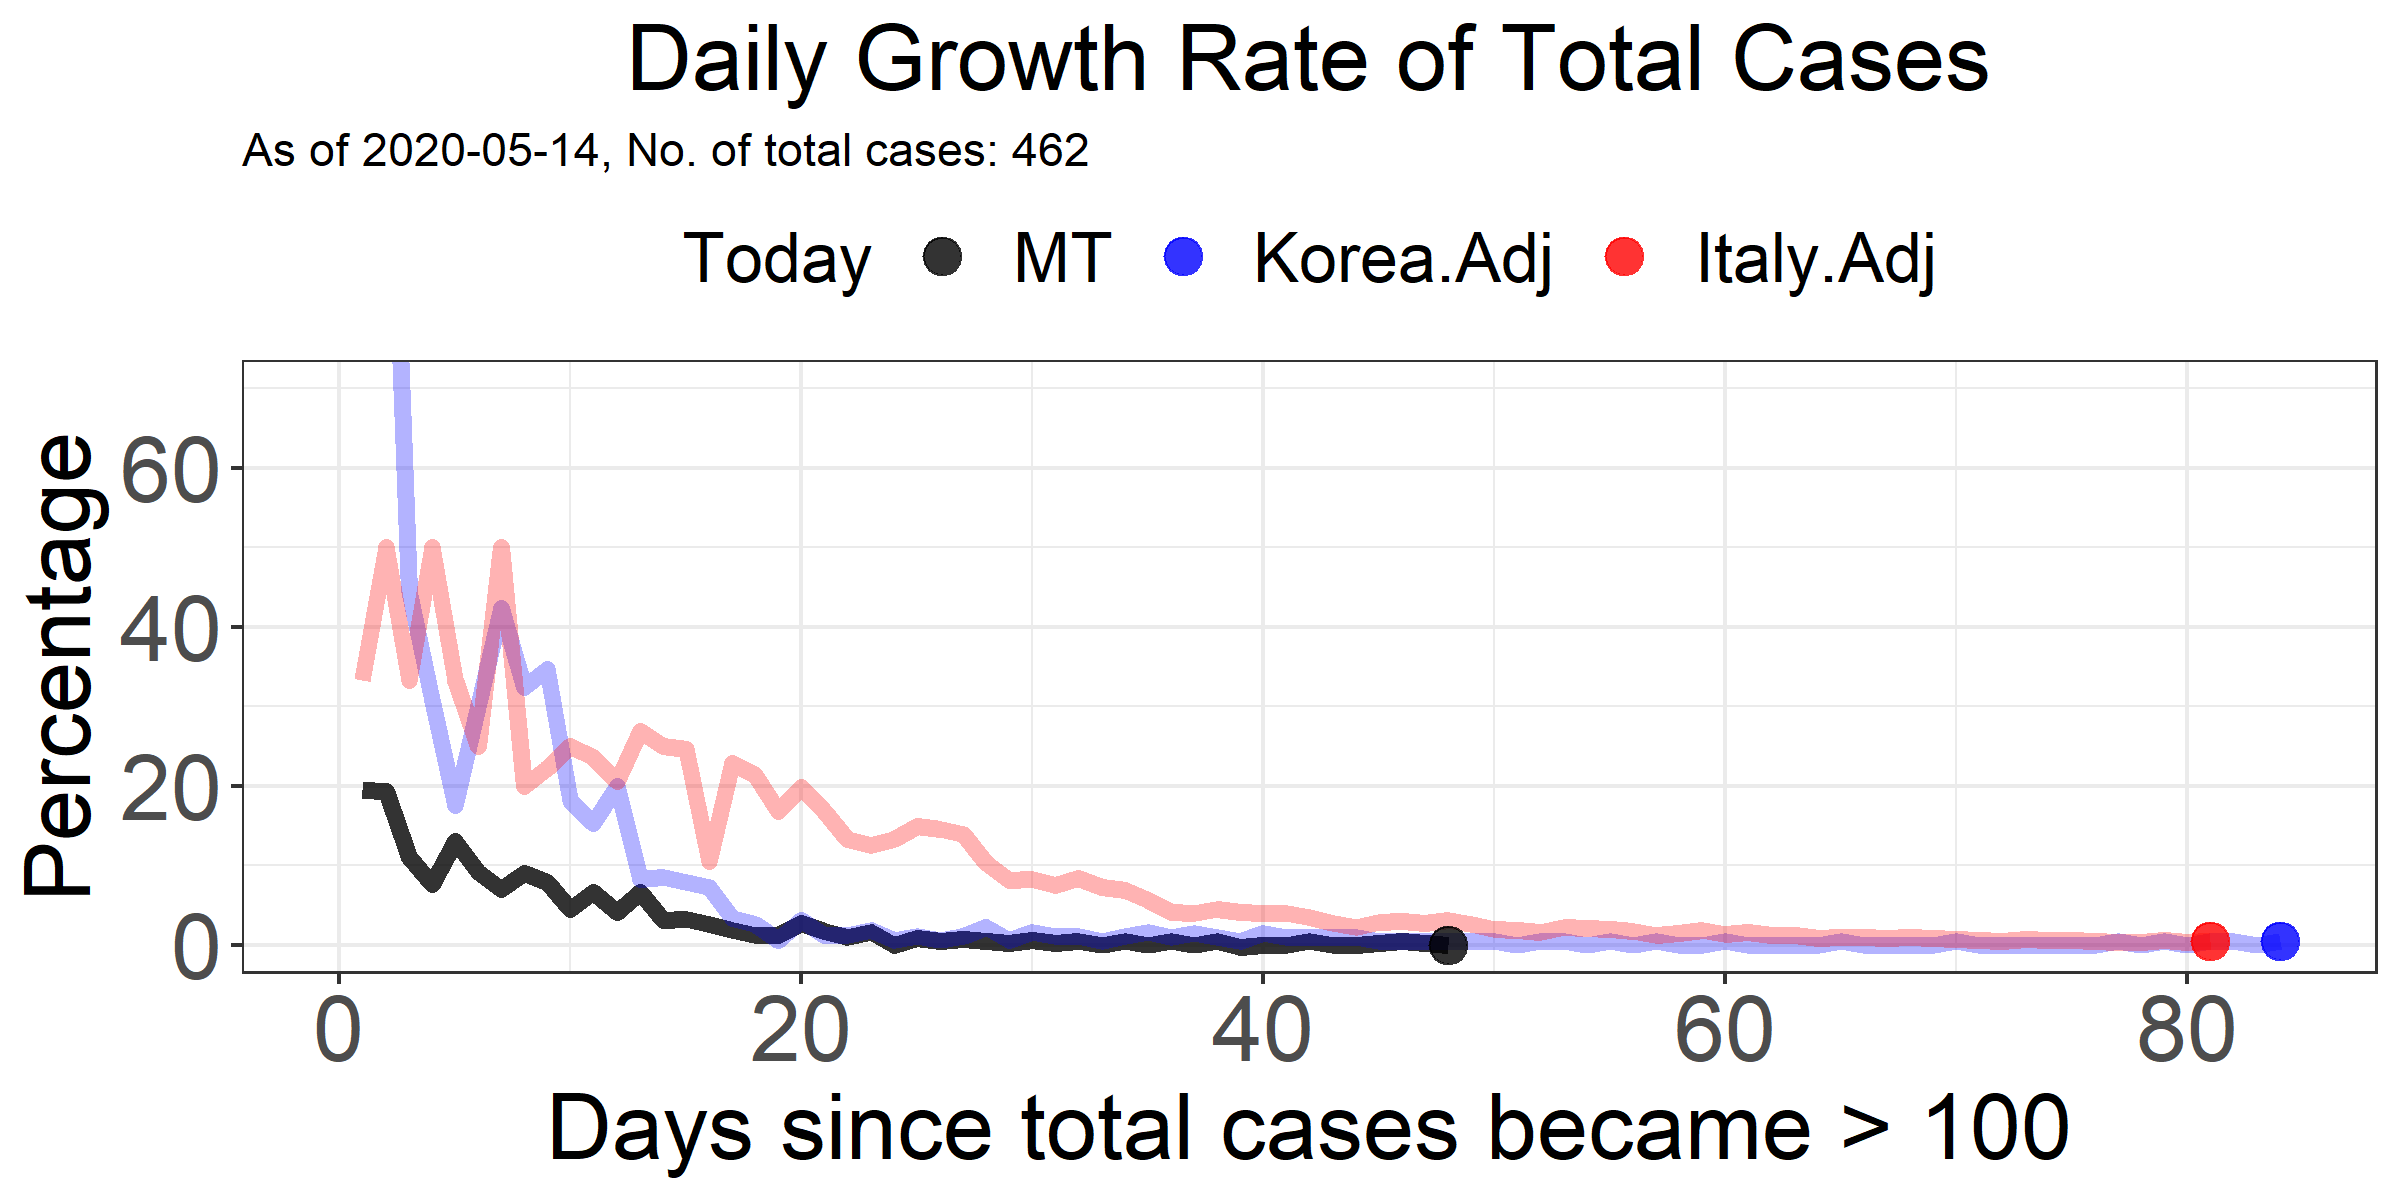 Daily Growth Rate of Total Cases
As of 2020-05-14, No. of total cases: 462
Today MT Korea.Adj Italy.Adj
Percentage
60
40
20
0
0 20 40 60 80
Days since total cases became > 100